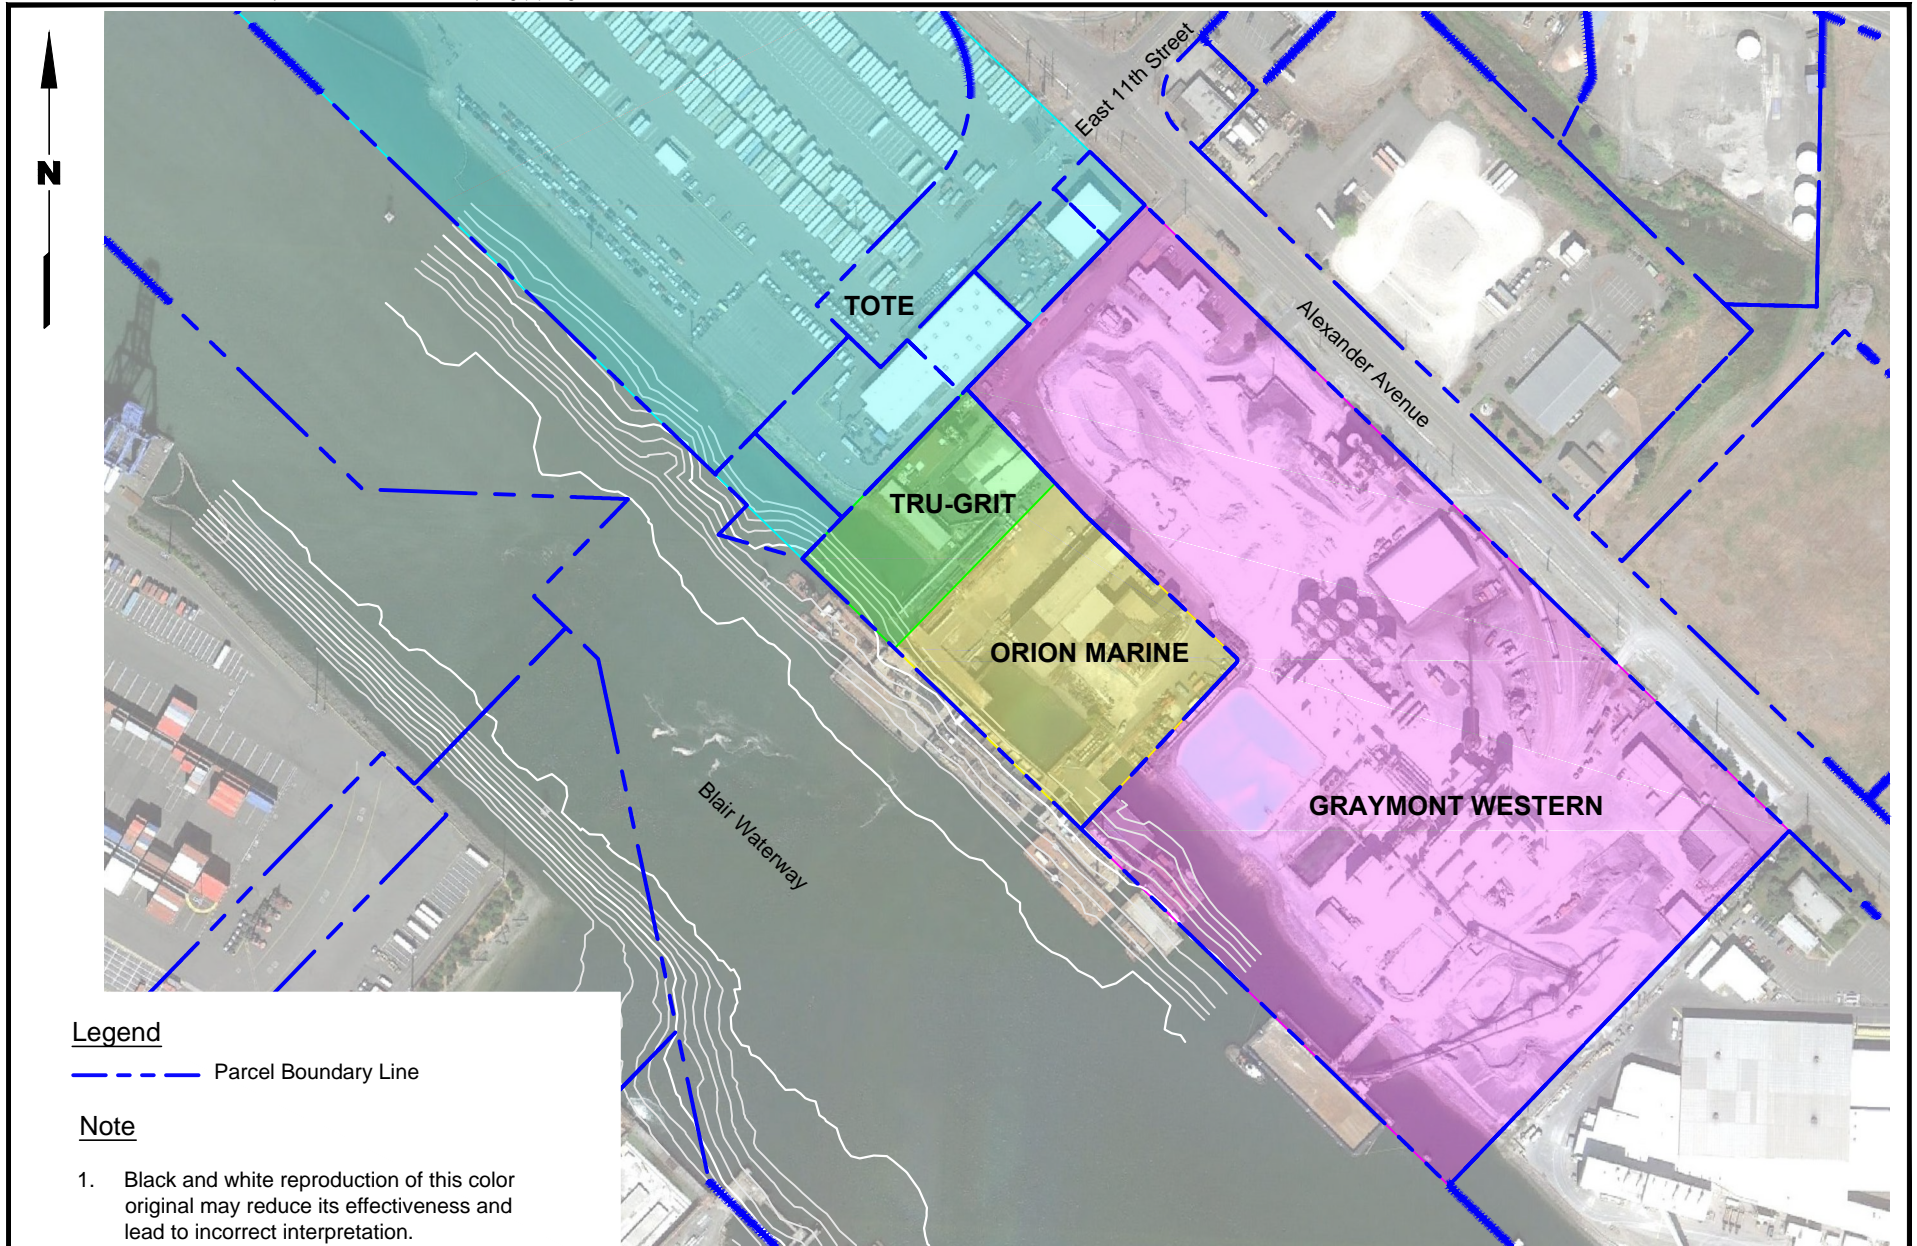 N
East 11th Street
TOTE
Alexander Avenue
TRU-GRIT
ORION MARINE
GRAYMONT WESTERN
Blair Waterway
Legend
Parcel Boundary Line
Note
1. Black and white reproduction of this color
original may reduce its effectiveness and
lead to incorrect interpretation.